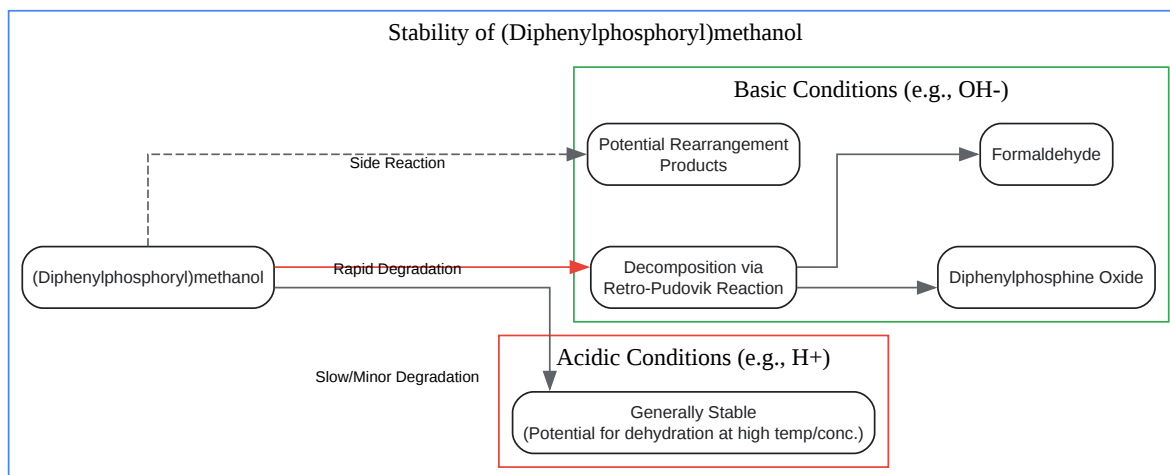 Stability of (Diphenylphosphoryl)methanol
Basic Conditions (e.g., OH-)
Potential Rearrangement
Products
Formaldehyde
Side Reaction
(Diphenylphosphoryl)methanol
Rapid Degradation
Decomposition via
Retro-Pudovik Reaction
Diphenylphosphine Oxide
Acidic Conditions (e.g., H+)
Slow/Minor Degradation
Generally Stable
(Potential for dehydration at high temp/conc.)